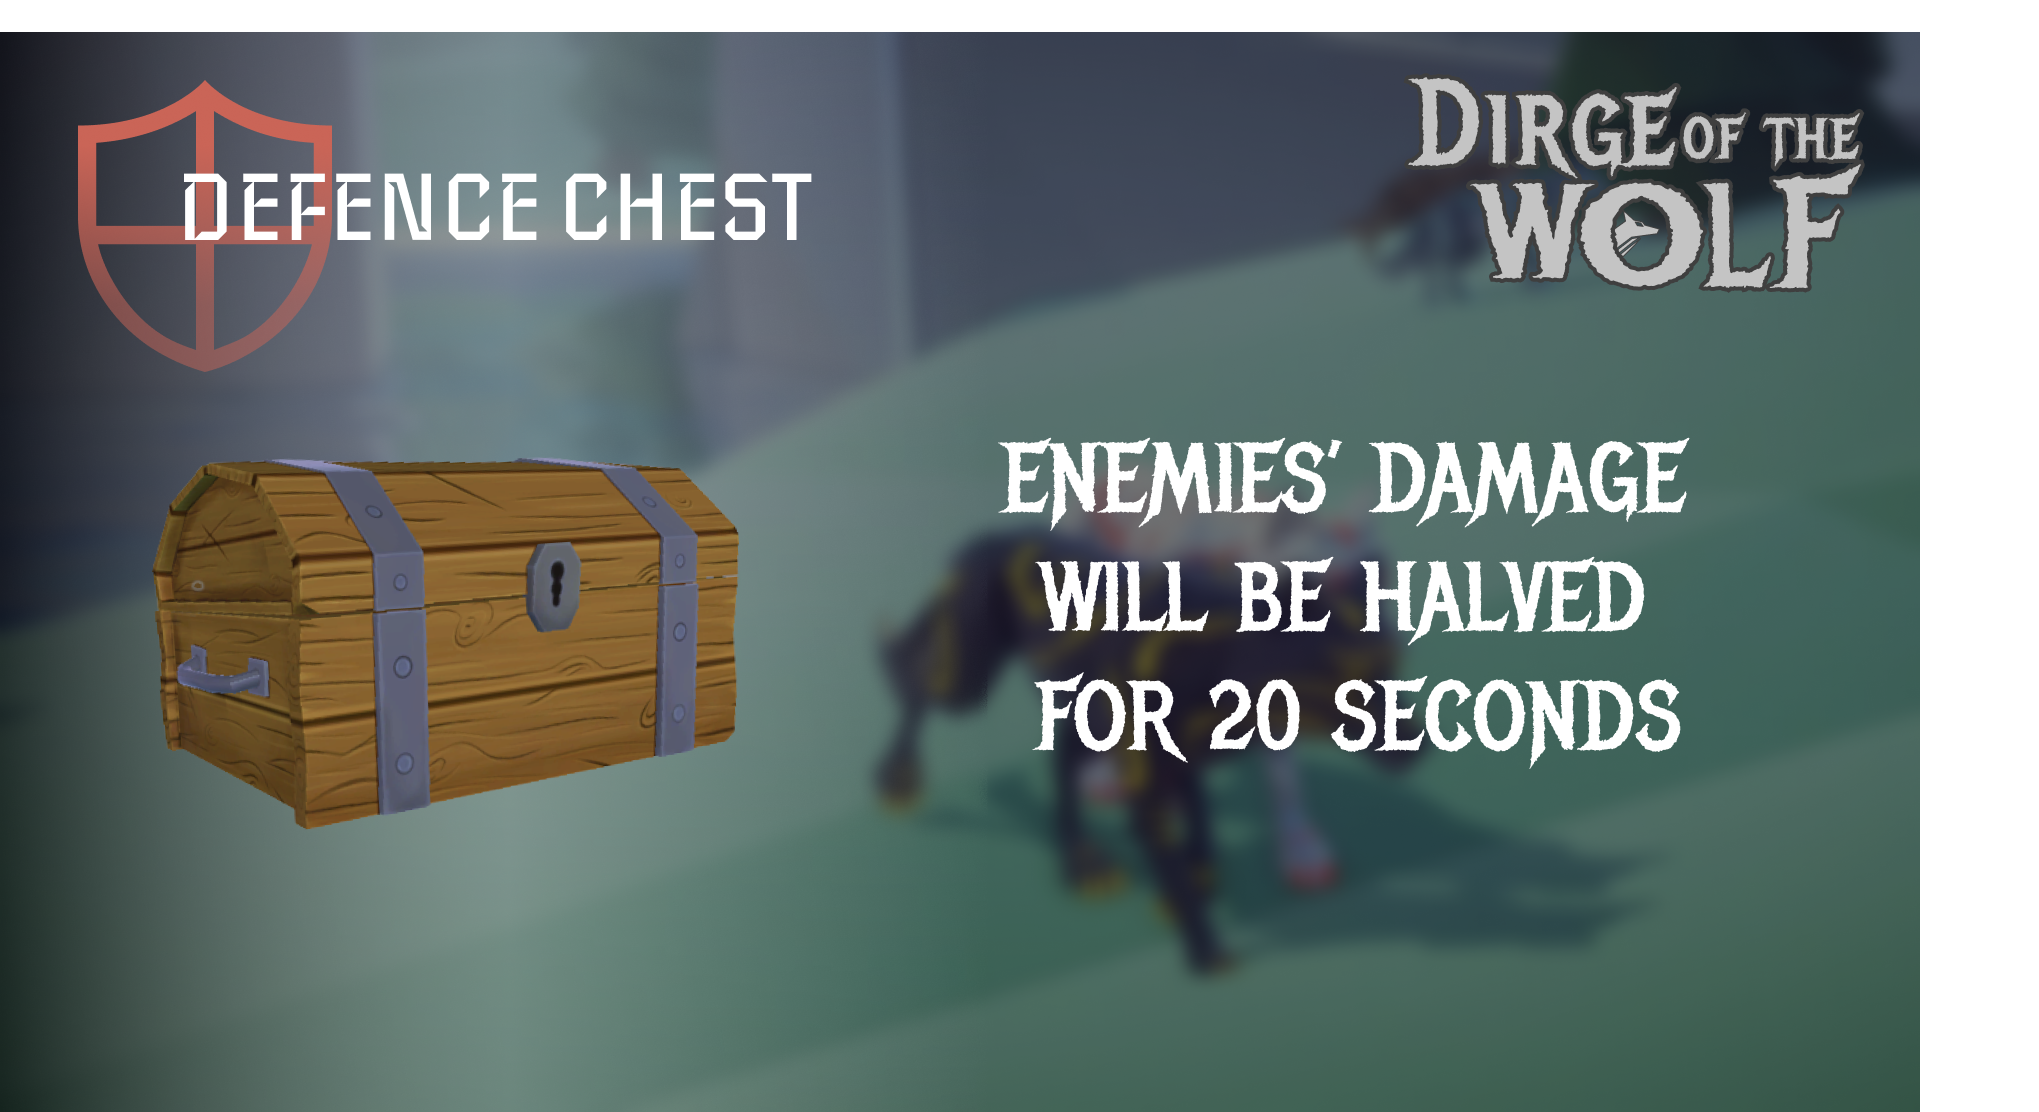 DEFENCE CHEST
DIRGE OF THE
WOLF
ENEMIES' DAMAGE
WILL BE HALVED
FOR 20 SECONDS